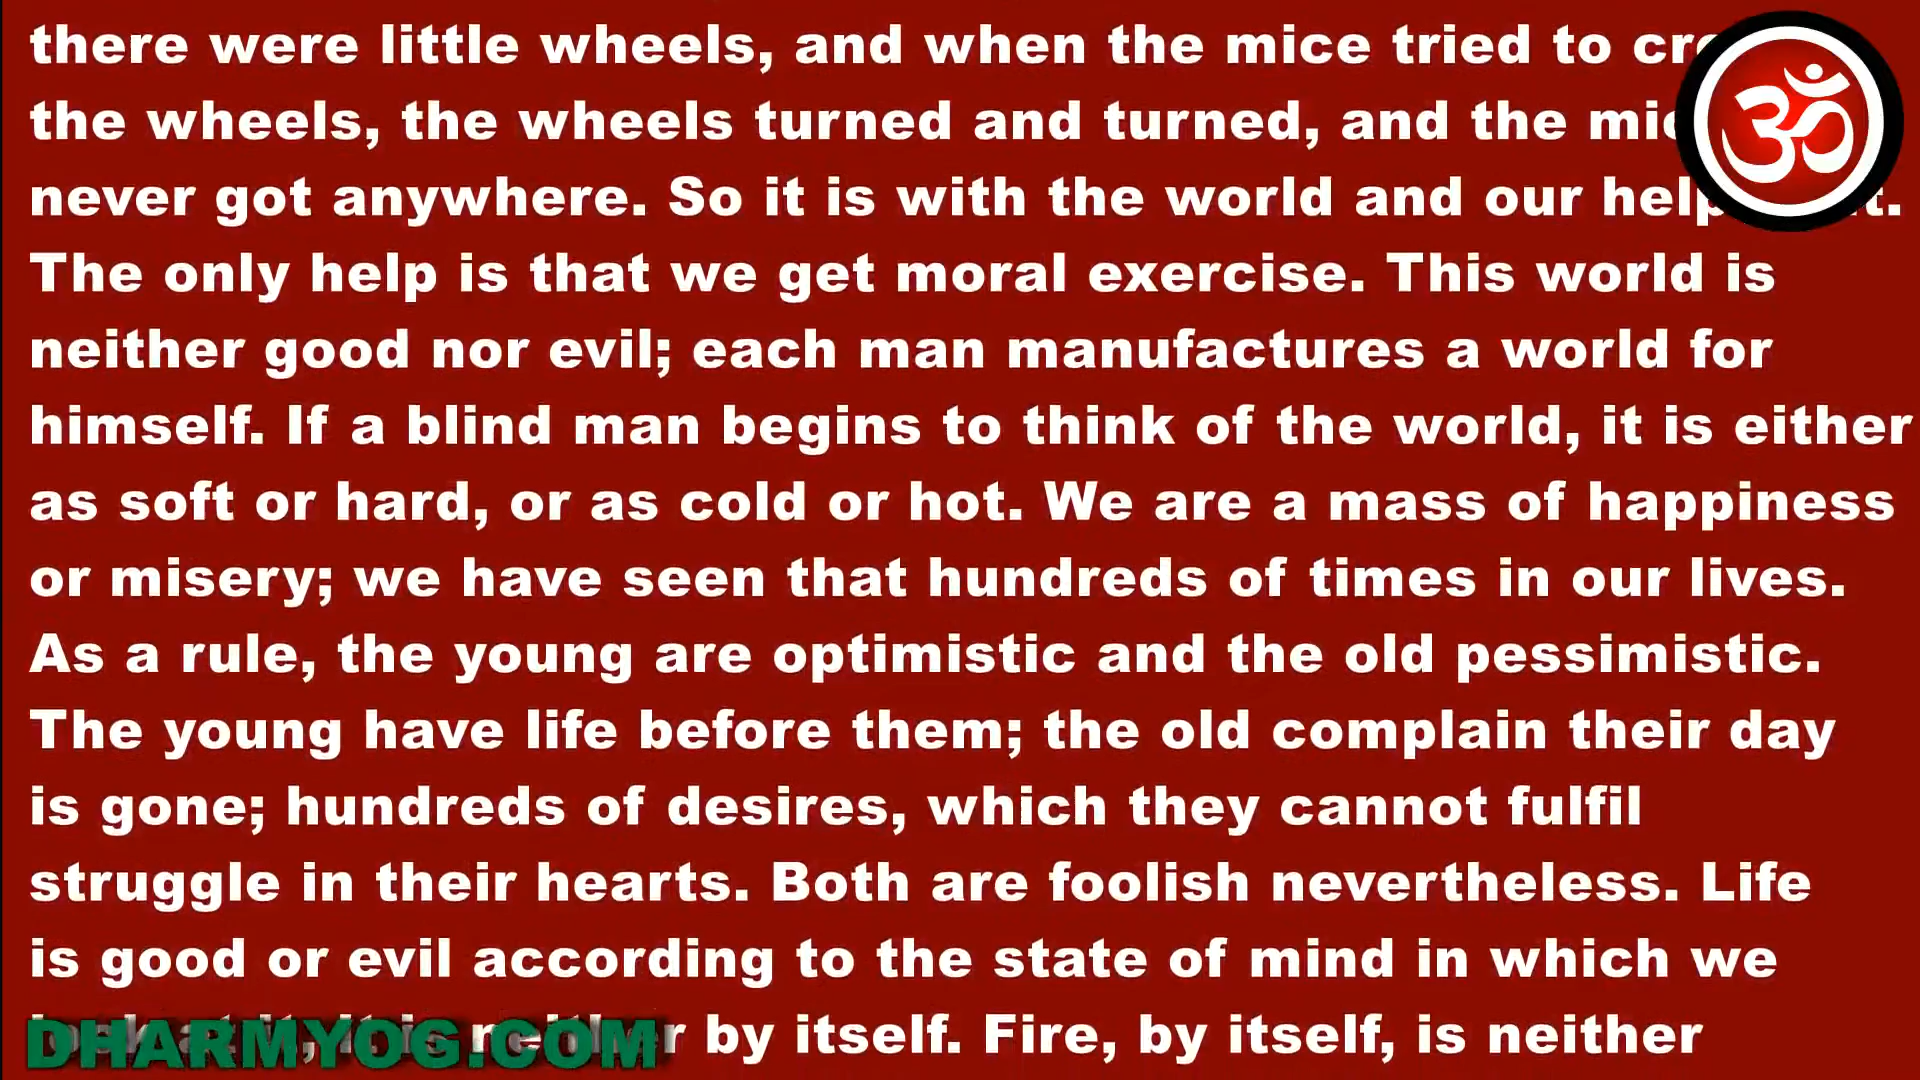 there were little wheels, and when the mice tried to
the wheels, the wheels turned and turned, and the
never got anywhere. So it is with the world and our
The only help is that we get moral exercise. This world is
neither good nor evil; each man manufactures a world for
himself. If a blind man begins to think of the world, it is either
as soft or hard, or as cold or hot. We are a mass of happiness
or misery; we have seen that hundreds of times in our lives.
As a rule, the young are optimistic and the old pessimistic.
The young have life before them; the old complain their day
is gone; hundreds of desires, which they cannot fulfil
struggle in their hearts. Both are foolish nevertheless. Life
is good or evil according to the state of mind in which we
look at it, it is neither by itself. Fire, by itself, is neither
DHARMYOG.COM
ॐ